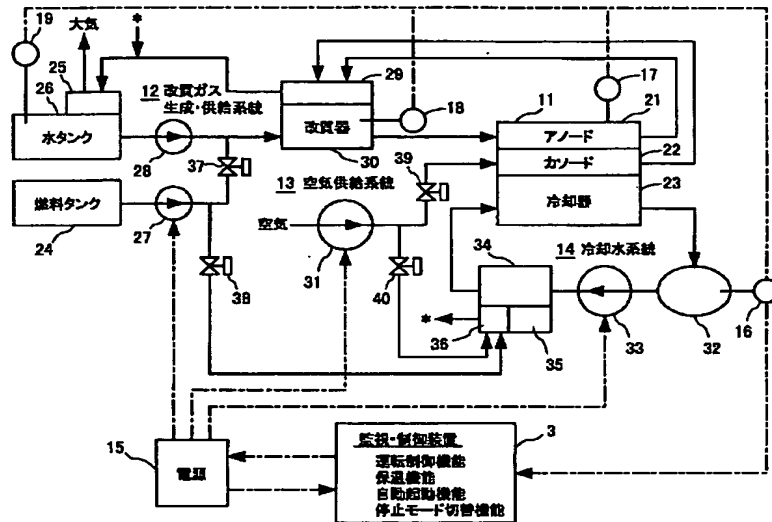 19
大気
*
25
26
水タンク
28
12 改質ガス
生成・供給系統
37
燃料タンク
24
27
38
29
改質器
30
18
13 空気供給系統
空気
31
39
40
17
11
21
アノード
カソード
冷却器
22
23
34
14 冷却水系統
*
36
35
33
32
16
15
電源
監視・制御装置
運転制御機能
保温機能
自動起動機能
停止モード切替機能
3